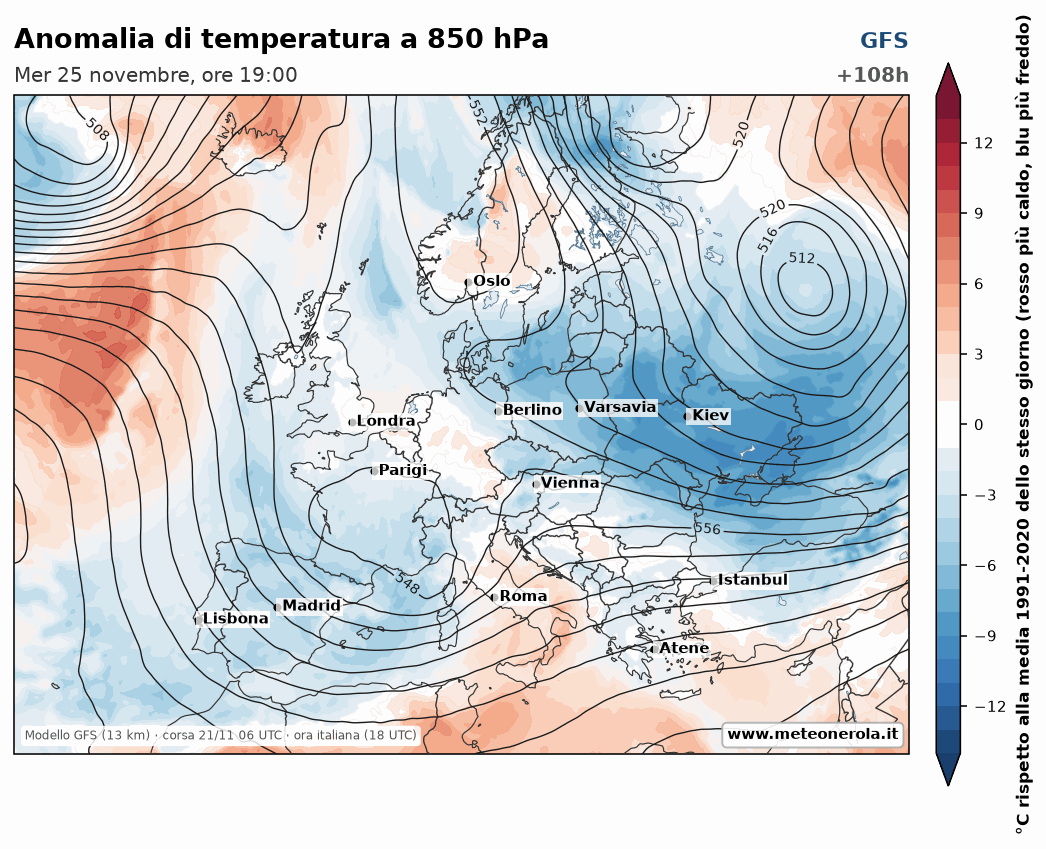 Anomalia di temperatura a 850 hPa
GFS
Mer 25 novembre, ore 19:00
+108h
508
552
520
520
516
512
Oslo
Londra
Berlino
Varsavia
Kiev
Parigi
Vienna
556
548
Roma
Istanbul
Madrid
Lisbona
Atene
Modello GFS (13 km) · corsa 21/11 06 UTC · ora italiana (18 UTC)
www.meteonerola.it
12
9
6
3
0
−3
−6
−9
−12
°C rispetto alla media 1991-2020 dello stesso giorno (rosso più caldo, blu più freddo)